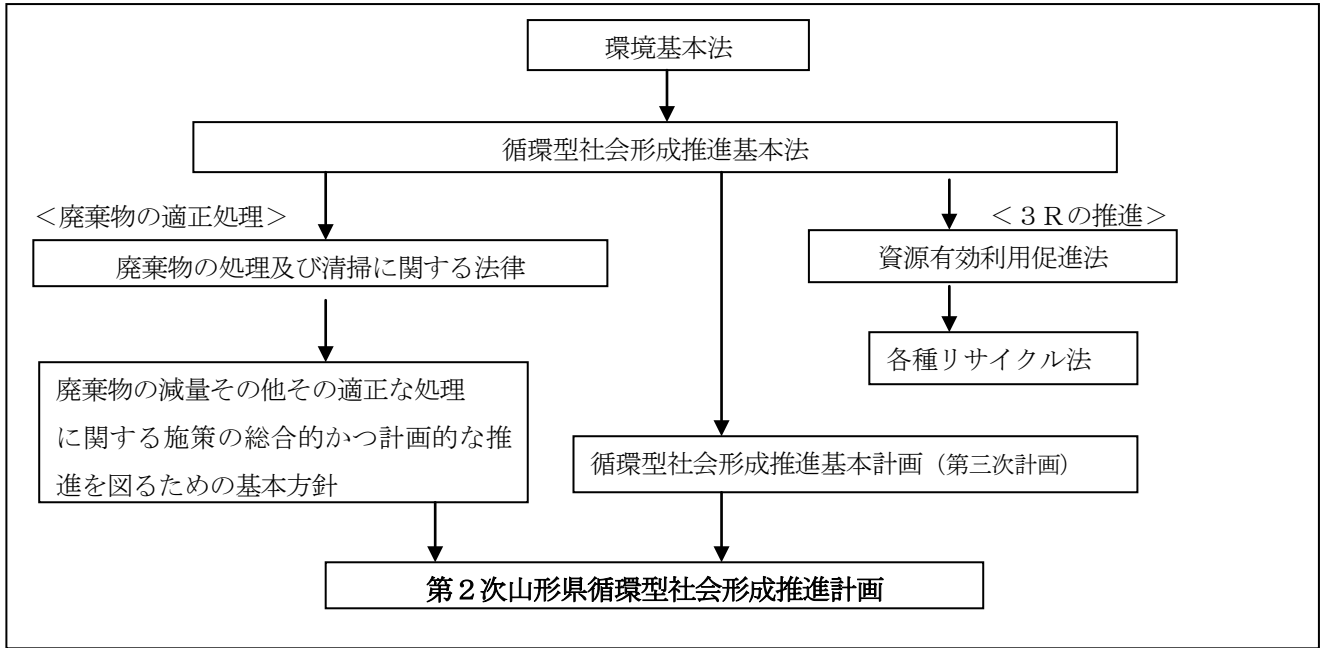 環境基本法
循環型社会形成推進基本法
＜廃棄物の適正処理＞
＜３Ｒの推進＞
廃棄物の処理及び清掃に関する法律
資源有効利用促進法
各種リサイクル法
廃棄物の減量その他その適正な処理
に関する施策の総合的かつ計画的な推
進を図るための基本方針
循環型社会形成推進基本計画（第三次計画）
第２次山形県循環型社会形成推進計画